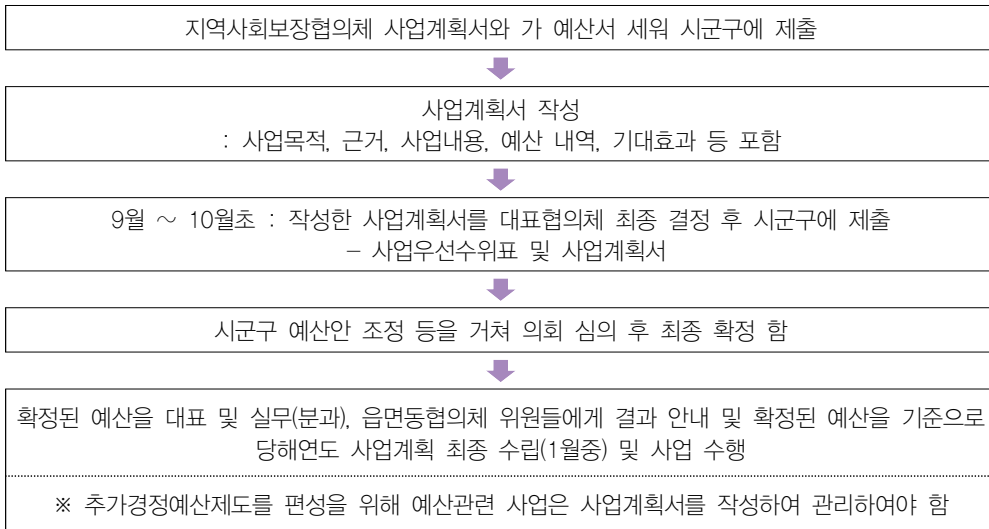 지역사회보장협의체 사업계획서와 가 예산서 세워 시군구에 제출
사업계획서 작성
: 사업목적, 근거, 사업내용, 예산 내역, 기대효과 등 포함
9월 ~ 10월초 : 작성한 사업계획서를 대표협의체 최종 결정 후 시군구에 제출
- 사업우선수위표 및 사업계획서
시군구 예산안 조정 등을 거쳐 의회 심의 후 최종 확정 함
확정된 예산을 대표 및 실무(분과), 읍면동협의체 위원들에게 결과 안내 및 확정된 예산을 기준으로
당해연도 사업계획 최종 수립(1월중) 및 사업 수행
※ 추가경정예산제도를 편성을 위해 예산관련 사업은 사업계획서를 작성하여 관리하여야 함